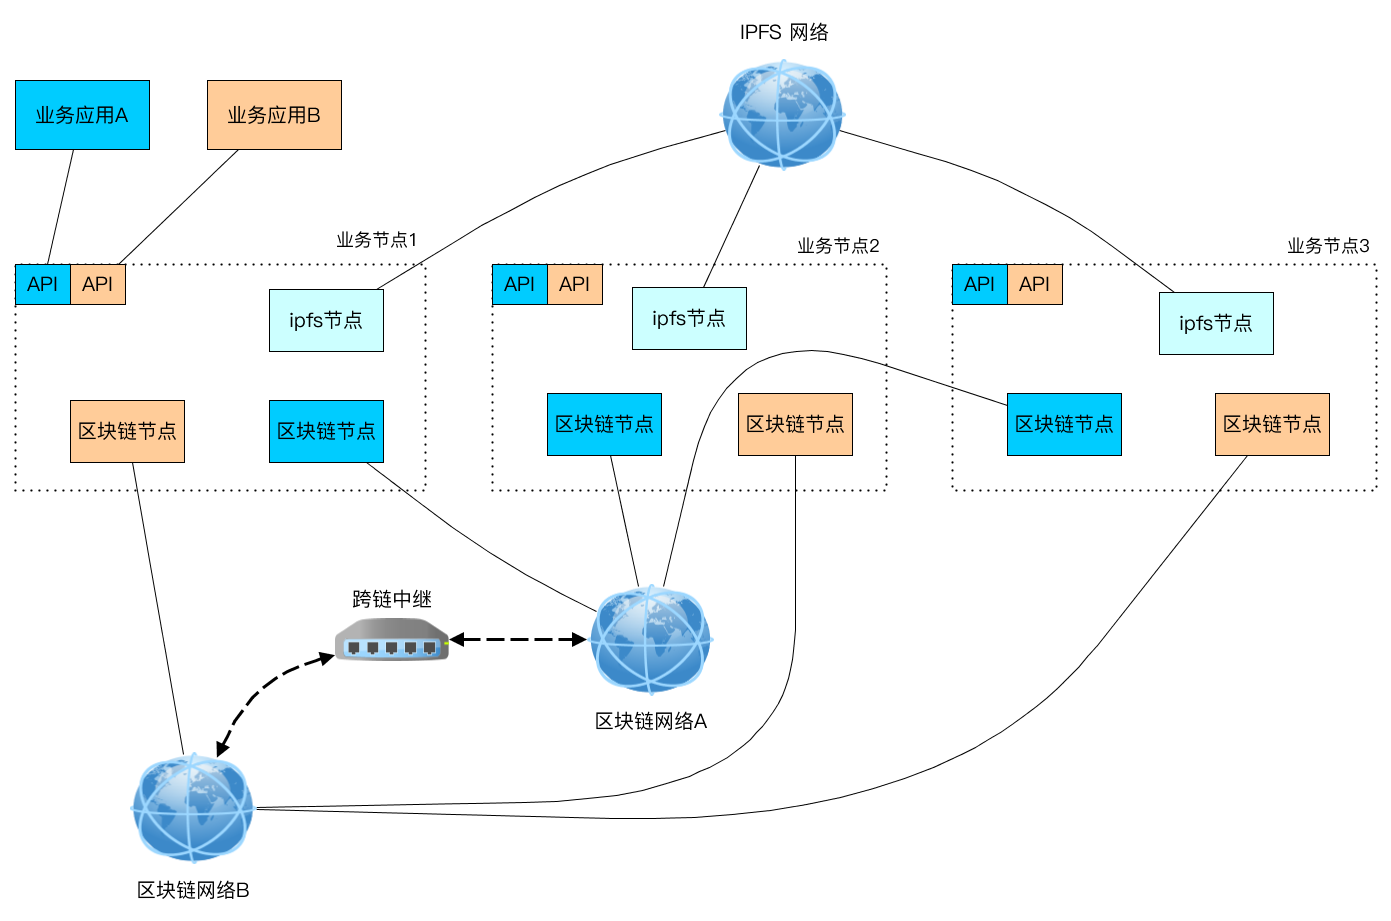 IPFS 网络
业务应用A
业务应用B
业务节点1
业务节点2
业务节点3
API
API
ipfs节点
API
API
ipfs节点
API
API
ipfs节点
区块链节点
区块链节点
区块链节点
区块链节点
区块链节点
区块链节点
跨链中继
区块链网络A
区块链网络B